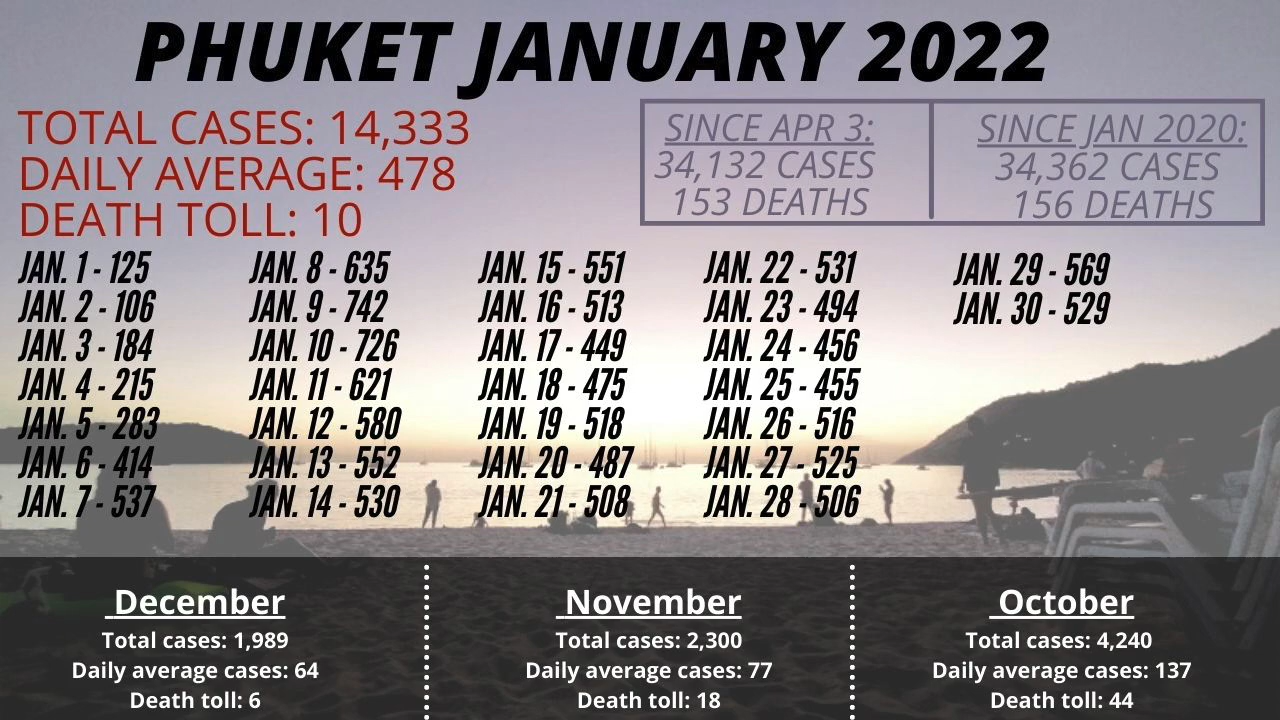 PHUKET JANUARY 2022
TOTAL CASES: 14,333
DAILY AVERAGE: 478
DEATH TOLL: 10
SINCE APR 3:
34,132 CASES
153 DEATHS
SINCE JAN 2020:
34,362 CASES
156 DEATHS
JAN. 1 - 125
JAN. 2 - 106
JAN. 3 - 184
JAN. 4 - 215
JAN. 5 - 283
JAN. 6 - 414
JAN. 7 - 537
JAN. 8 - 635
JAN. 9 - 742
JAN. 10 - 726
JAN. 11 - 621
JAN. 12 - 580
JAN. 13 - 552
JAN. 14 - 530
JAN. 15 - 551
JAN. 16 - 513
JAN. 17 - 449
JAN. 18 - 475
JAN. 19 - 518
JAN. 20 - 487
JAN. 21 - 508
JAN. 22 - 531
JAN. 23 - 494
JAN. 24 - 456
JAN. 25 - 455
JAN. 26 - 516
JAN. 27 - 525
JAN. 28 - 506
JAN. 29 - 569
JAN. 30 - 529
December
Total cases: 1,989
Daily average cases: 64
Death toll: 6
November
Total cases: 2,300
Daily average cases: 77
Death toll: 18
October
Total cases: 4,240
Daily average cases: 137
Death toll: 44